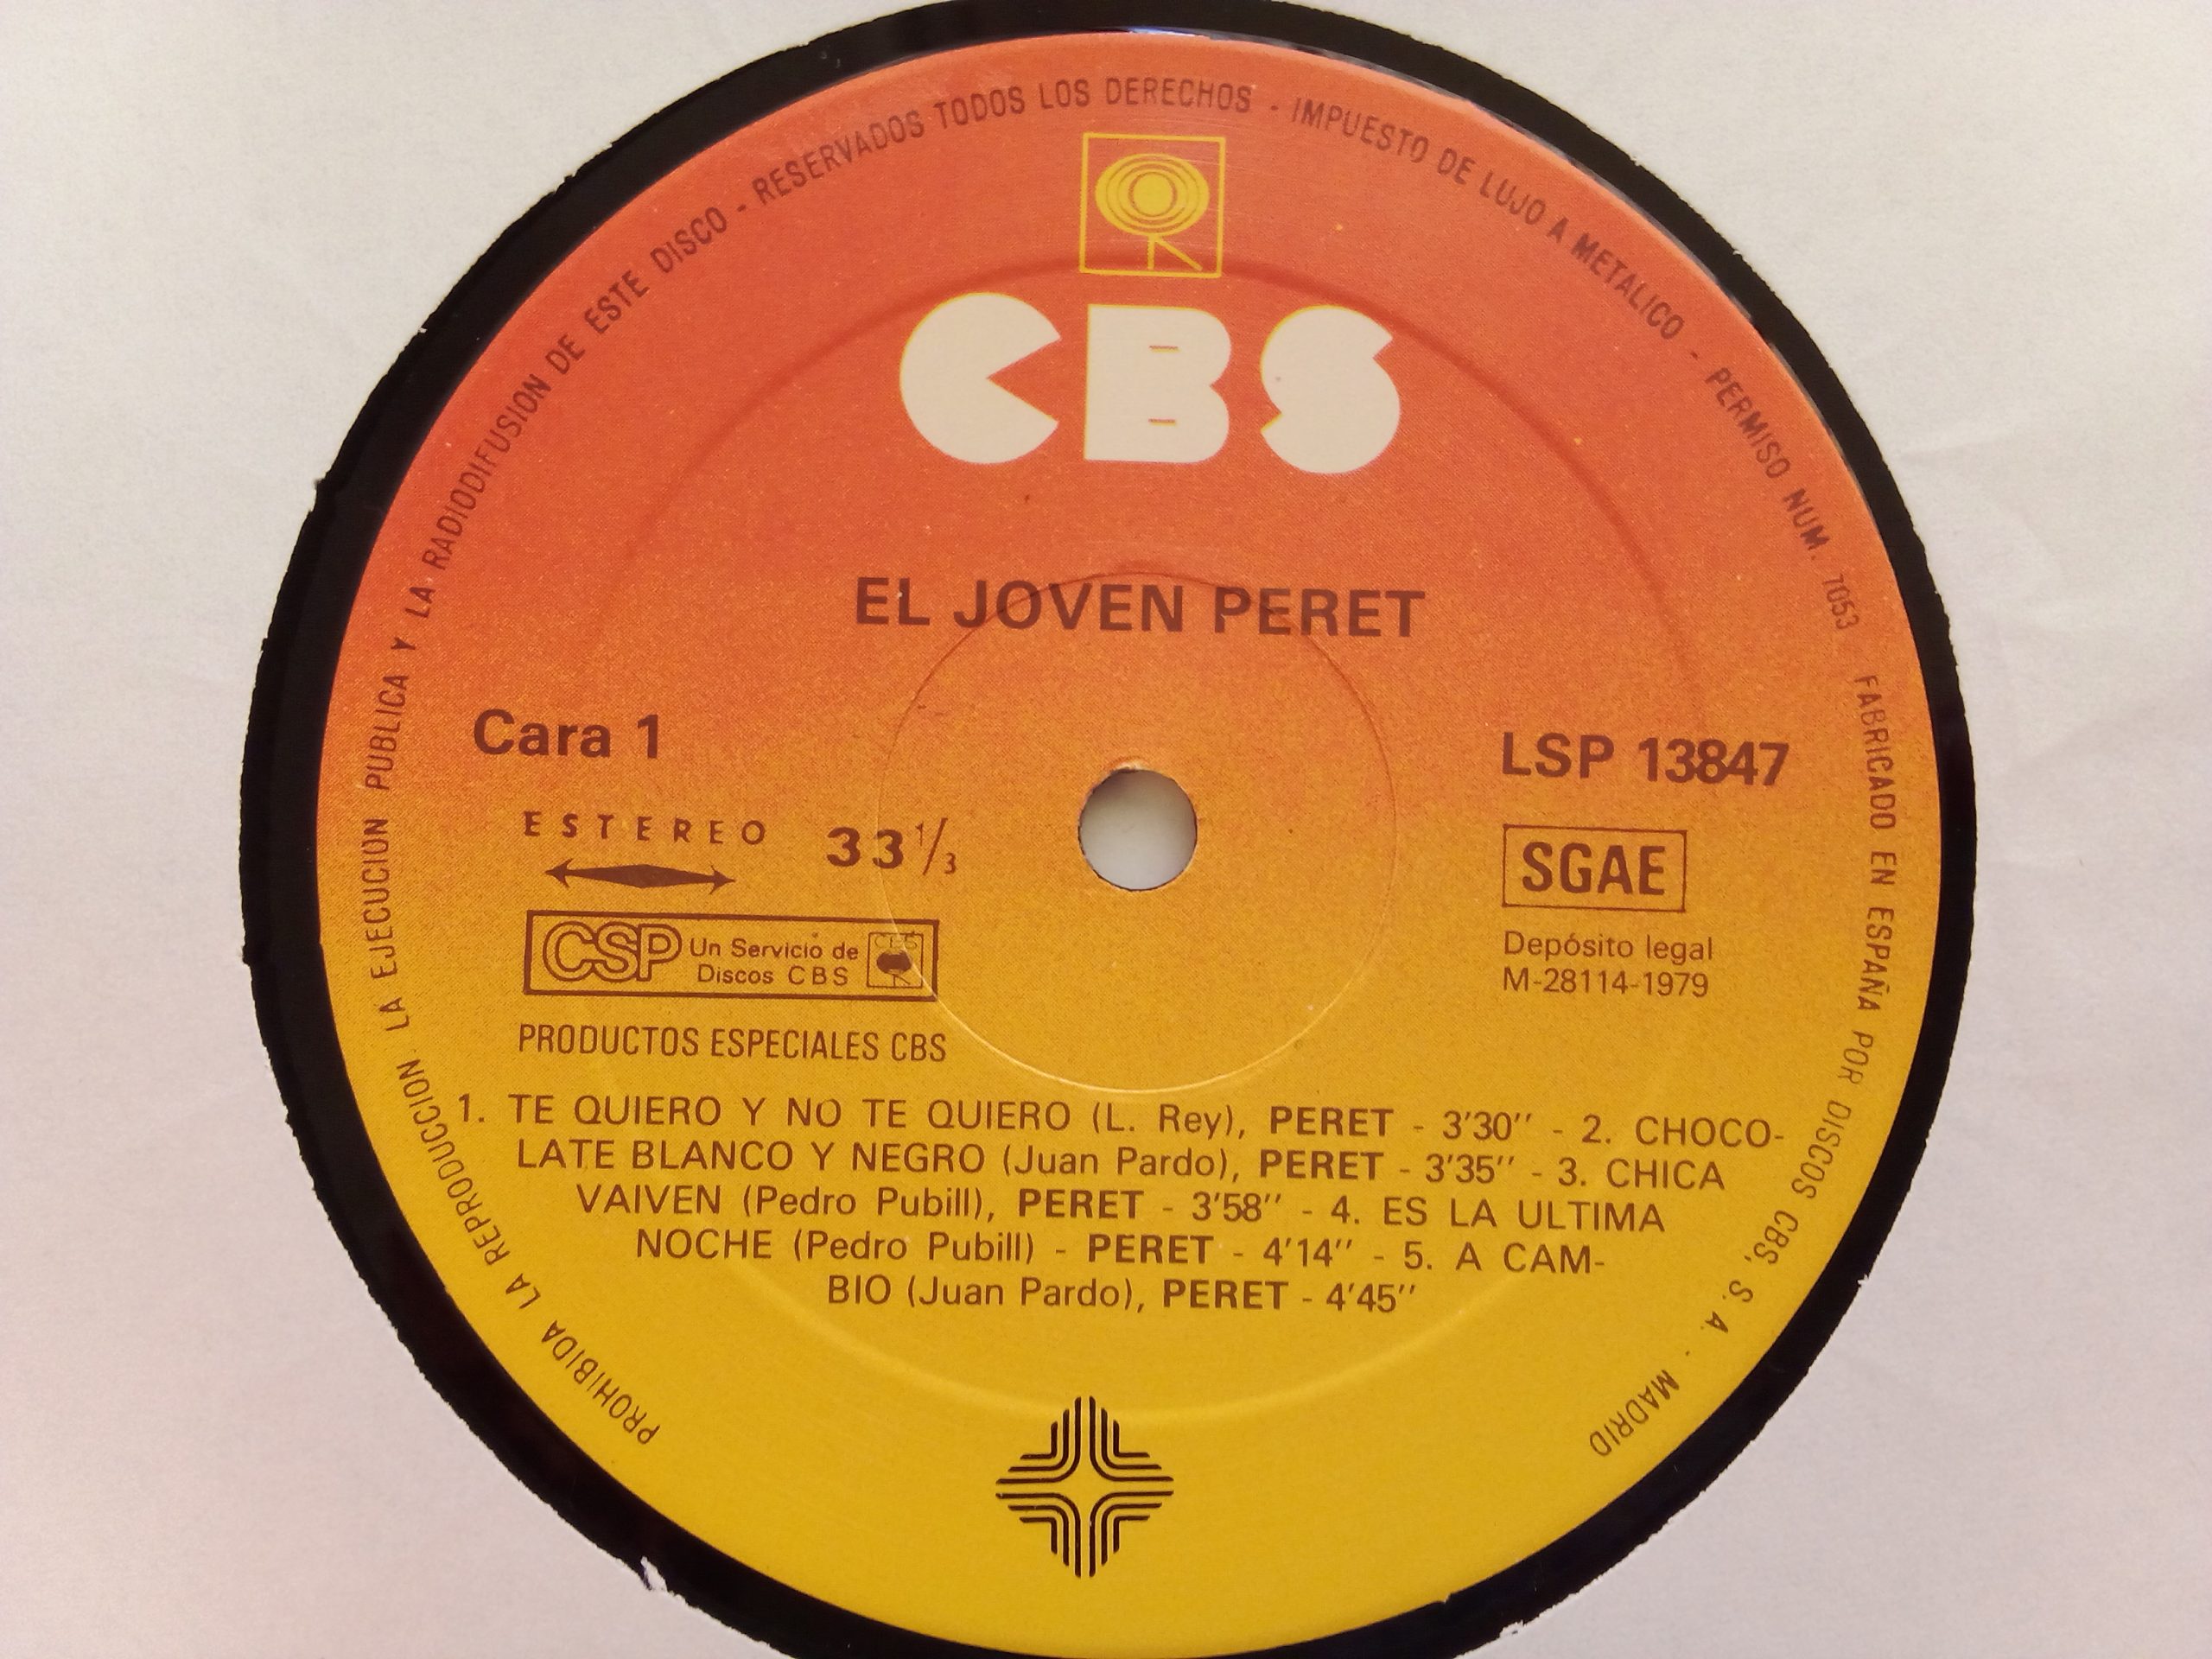 PROHIBIDA LA REPRODUCCION LA EJECUCION PUBLICA Y LA RADIODIFUSION DE ESTE DISCO - RESERVADOS TODOS LOS DERECHOS - IMPUESTO DE LUJO A METALICO - PERMISO NUM. 7053 FABRICADO EN ESPAÑA POR DISCOS CBS, S. A. - MADRID
CBS
EL JOVEN PERET
Cara 1
LSP 13847
ESTEREO 33 1/3
SGAE
CSP Un Servicio de
Discos CBS
CBS
Depósito legal
M-28114-1979
PRODUCTOS ESPECIALES CBS
1. TE QUIERO Y NO TE QUIERO (L. Rey), PERET - 3'30'' - 2. CHOCO-
LATE BLANCO Y NEGRO (Juan Pardo), PERET - 3'35'' - 3. CHICA
VAIVEN (Pedro Pubill), PERET - 3'58'' - 4. ES LA ULTIMA
NOCHE (Pedro Pubill) - PERET - 4'14'' - 5. A CAM-
BIO (Juan Pardo), PERET - 4'45''